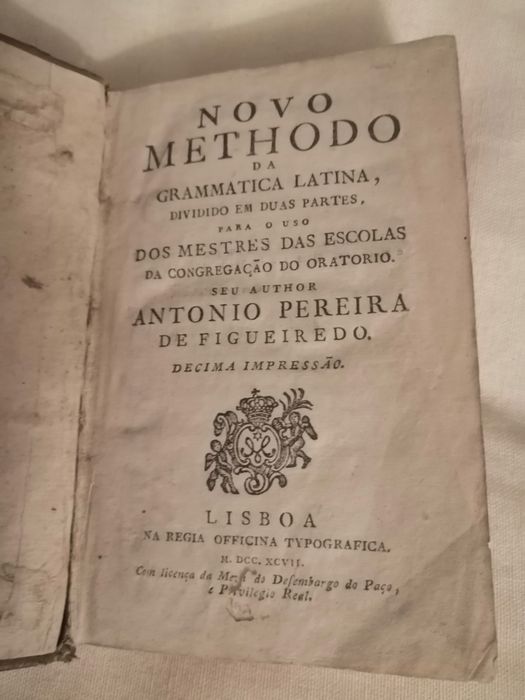 NOVO
METHODO
DA
GRAMMATICA LATINA,
DIVIDIDO EM DUAS PARTES,
PARA O USO
DOS MESTRES DAS ESCOLAS
DA CONGREGAÇÃO DO ORATORIO.
SEU AUTHOR
ANTONIO PEREIRA
DE FIGUEIREDO.
DECIMA IMPRESSÃO.
LISBOA
NA REGIA OFFICINA TYPOGRAFICA.
M. DCC. XCVII.
Com licença da Meza do Desembargo do Paço,
e Privilegio Real.